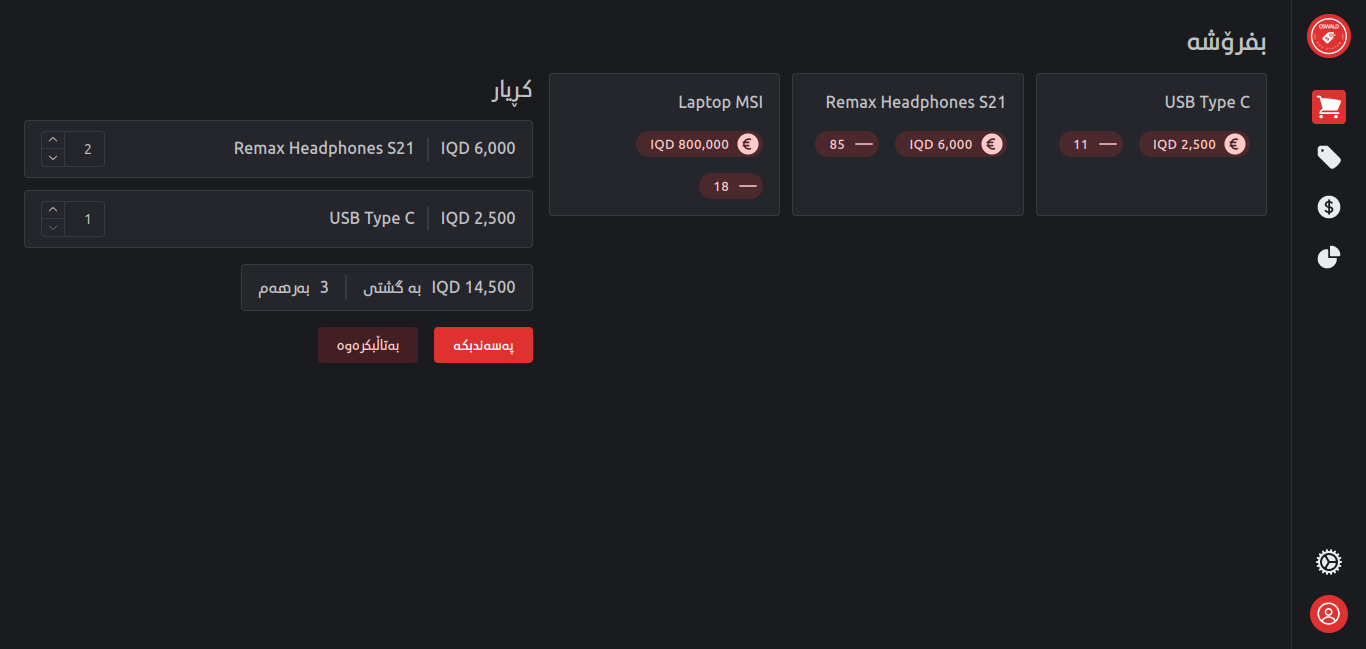 OSWALD
بفرۆشە
USB Type C
IQD 2,500
11
Remax Headphones S21
IQD 6,000
85
Laptop MSI
IQD 800,000
18
کڕیار
IQD 6,000 | Remax Headphones S21
2
IQD 2,500 | USB Type C
1
IQD 14,500 بە گشتی | 3 بەرهەم
پەسەندبکە
بەتاڵبکرەوە